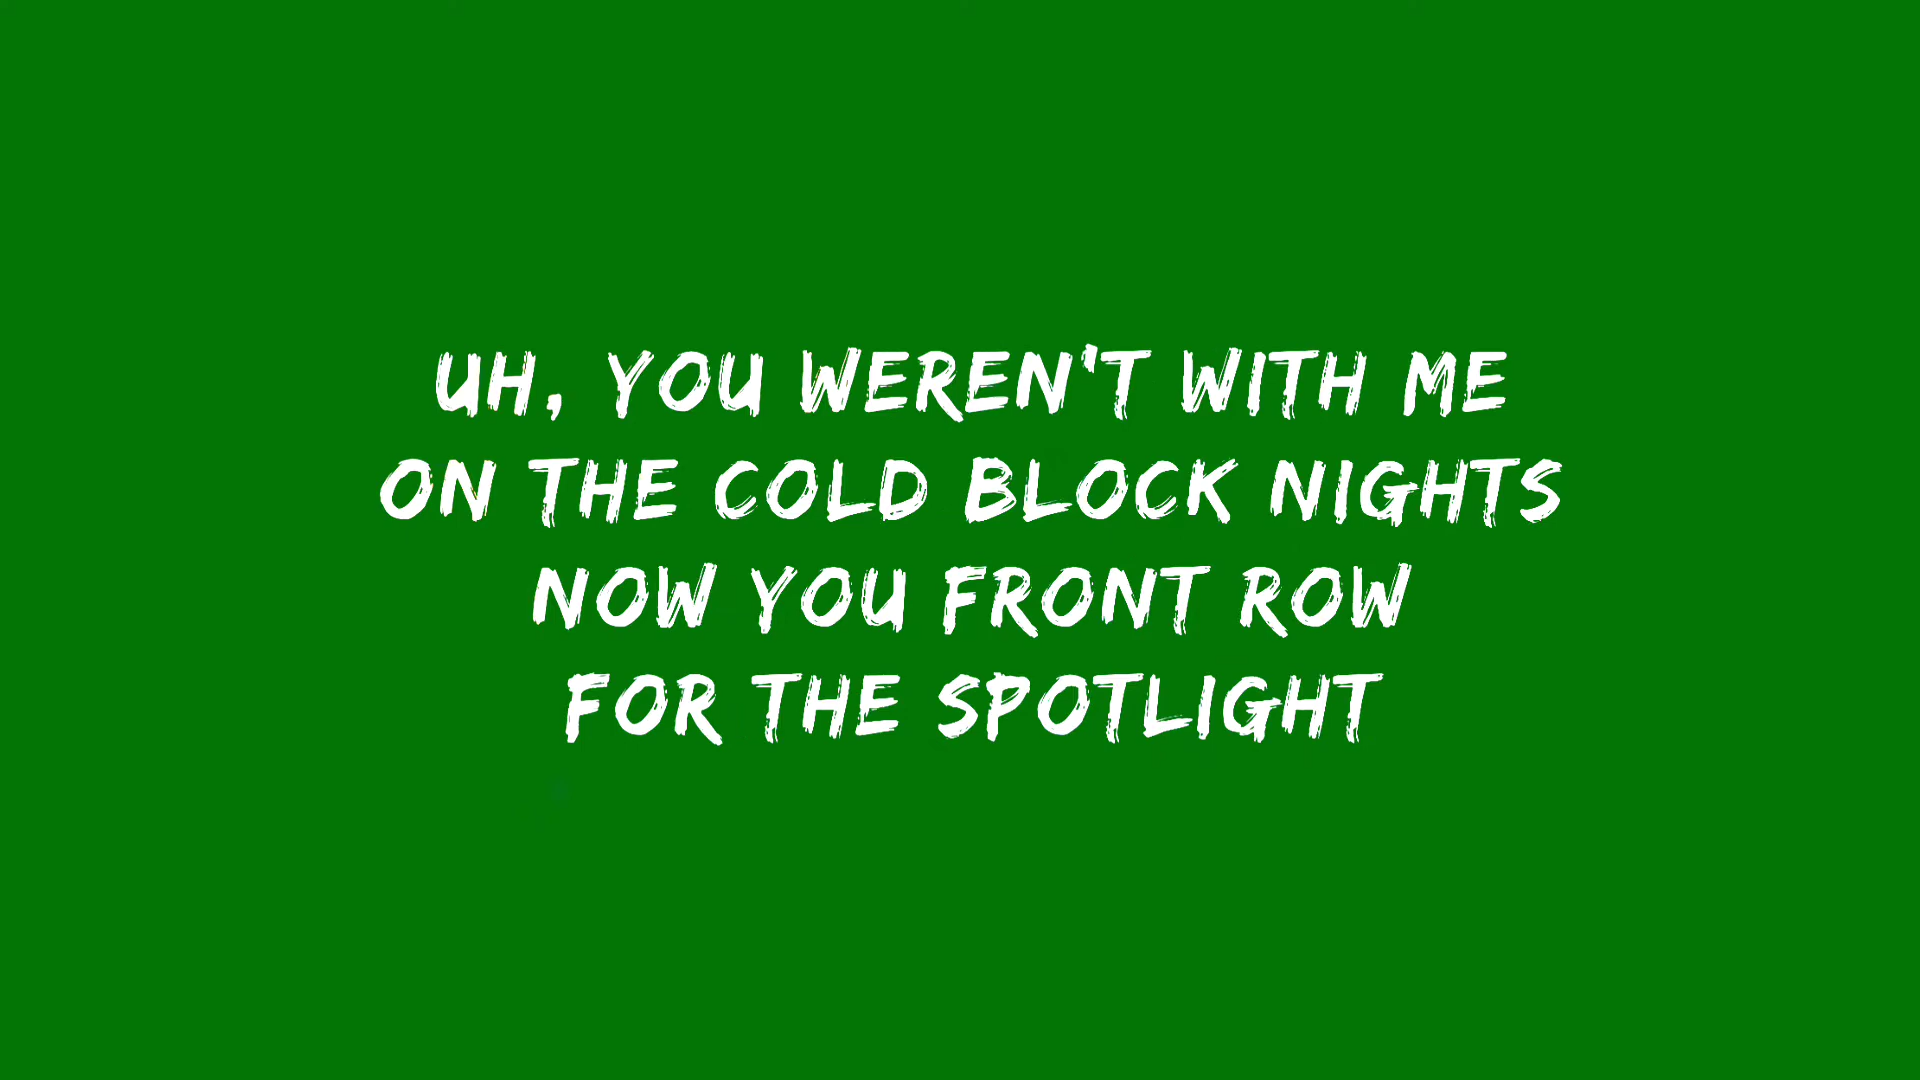 UH, YOU WEREN'T WITH ME
ON THE COLD BLOCK NIGHTS
NOW YOU FRONT ROW
FOR THE SPOTLIGHT